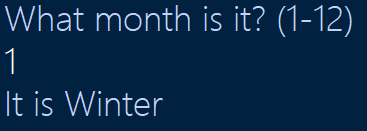 What month is it? (1-12)
1
It is Winter